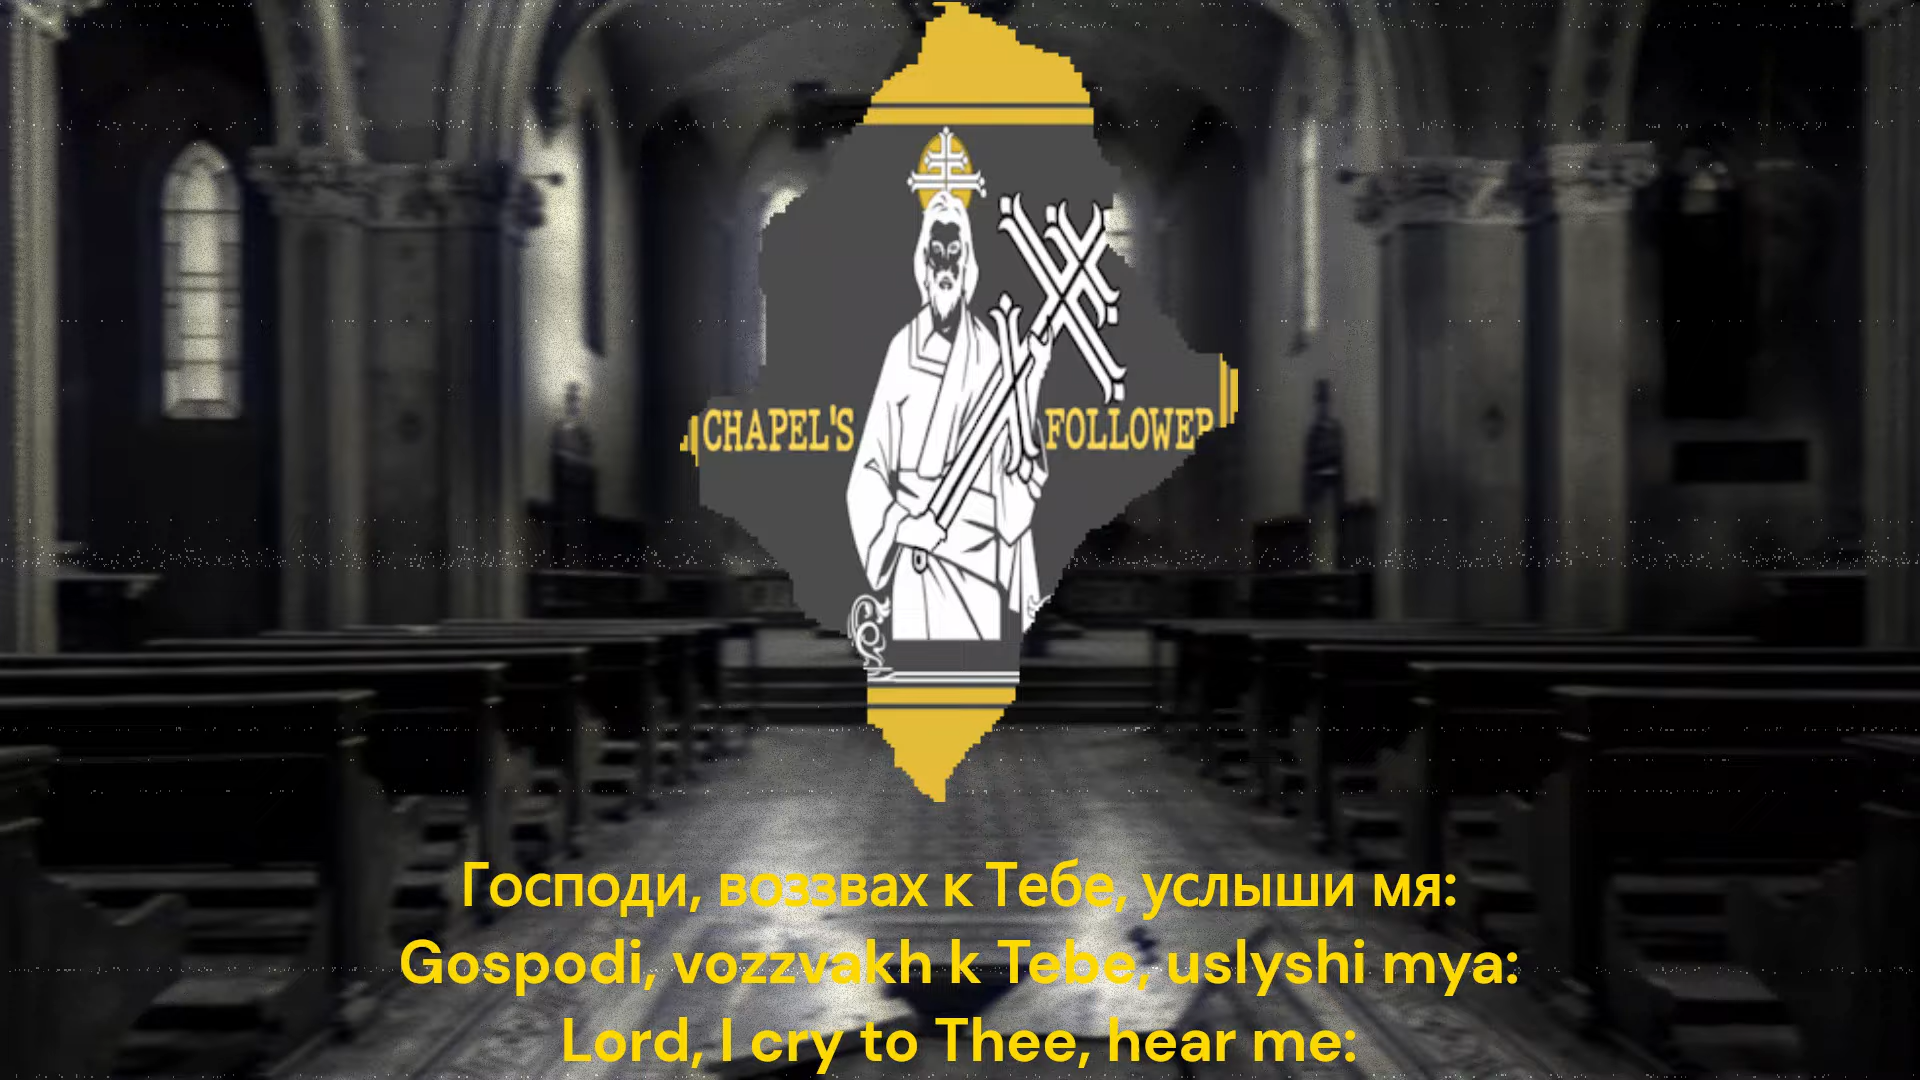 CHAPEL'S FOLLOWER
Господи, воззвах к Тебе, услыши мя:
Gospodi, vozzvakh k Tebe, uslyshi mya:
Lord, I cry to Thee, hear me: